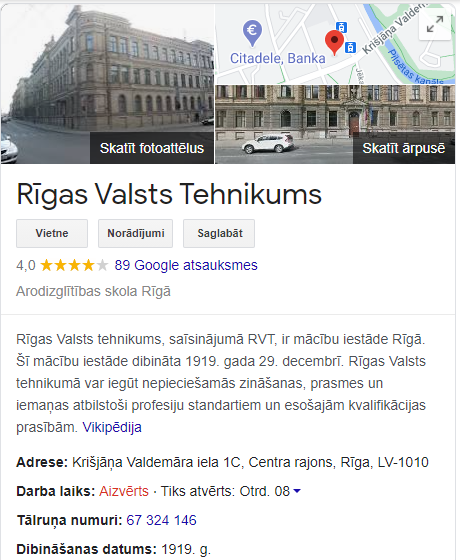 Citadele, Banka
Krišjāņa Valdem
Pilsētas kanāls
Jēka
Skatīt fotoattēlus
Skatīt ārpusē
Rīgas Valsts Tehnikums
Vietne
Norādījumi
Saglabāt
4,0 ★★★★★ 89 Google atsauksmes
Arodizglītības skola Rīgā
Rīgas Valsts tehnikums, saīsinājumā RVT, ir mācību iestāde Rīgā.
Šī mācību iestāde dibināta 1919. gada 29. decembrī. Rīgas Valsts
tehnikumā var iegūt nepieciešamās zināšanas, prasmes un
iemaņas atbilstoši profesiju standartiem un esošajām kvalifikācijas
prasībām. Vikipēdija
Adrese: Krišjāņa Valdemāra iela 1C, Centra rajons, Rīga, LV-1010
Darba laiks: Aizvērts · Tiks atvērts: Otrd. 08
Tālruņa numuri: 67 324 146
Dibināšanas datums: 1919. g.